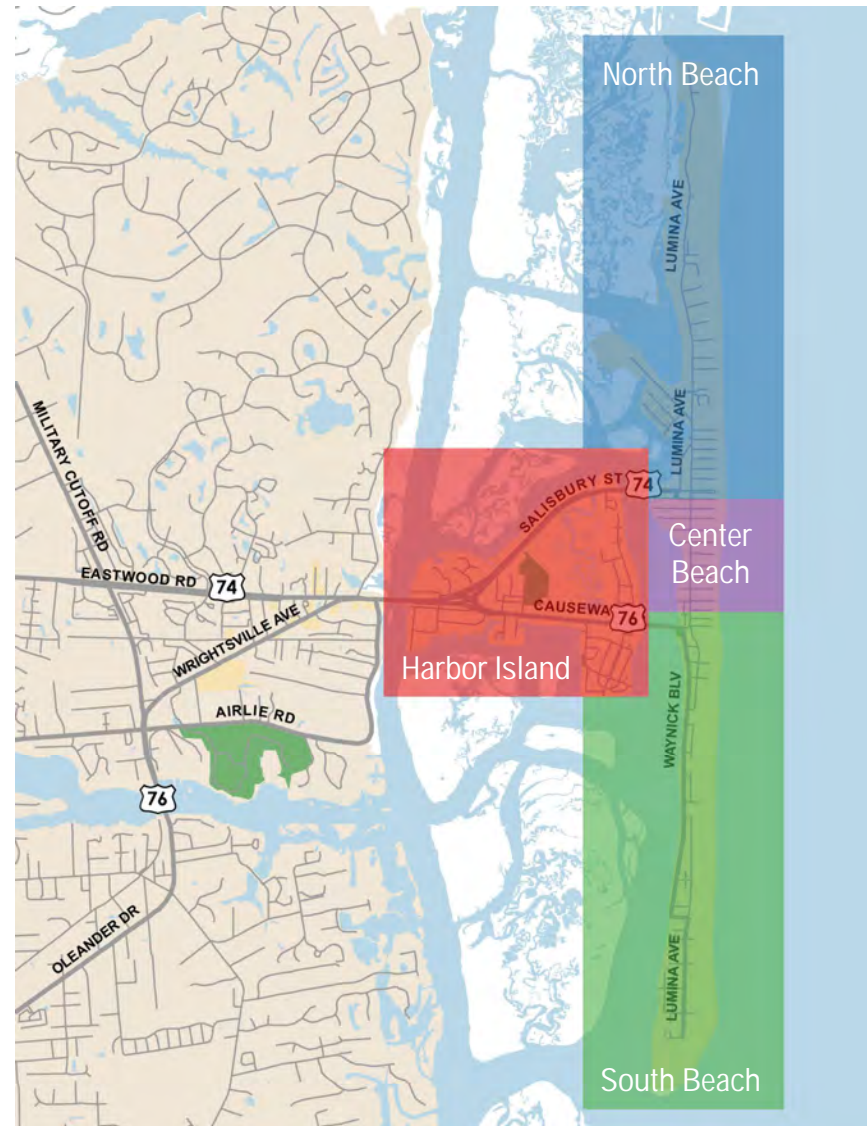 North Beach
LUMINA AVE
LUMINA AVE
SALISBURY ST
74
MILITARY CUTOFF RD
Center
Beach
EASTWOOD RD
74
CAUSEWA
76
WRIGHTSVILLE AVE
Harbor Island
AIRLIE RD
WAYNICK BLV
76
OLEANDER DR
LUMINA AVE
South Beach